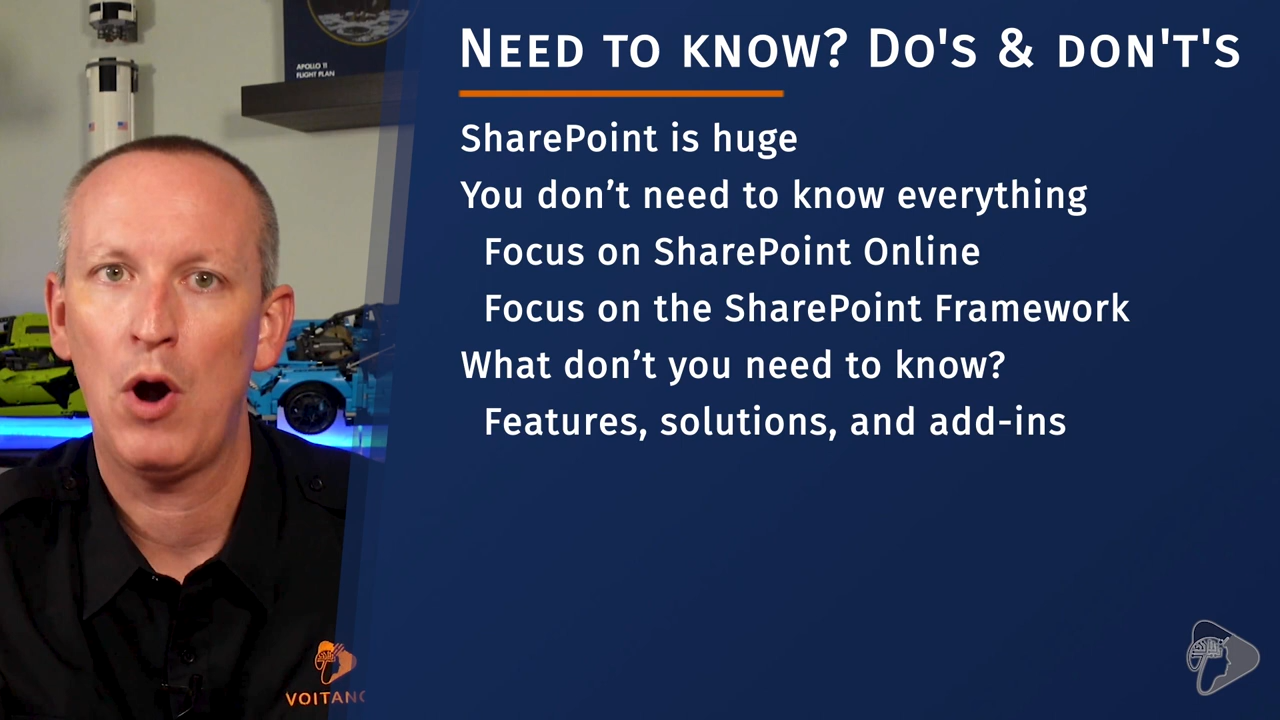 APOLLO 11
FLIGHT PLAN
Need to know? Do's & don't's
SharePoint is huge
You don’t need to know everything
Focus on SharePoint Online
Focus on the SharePoint Framework
What don’t you need to know?
Features, solutions, and add-ins